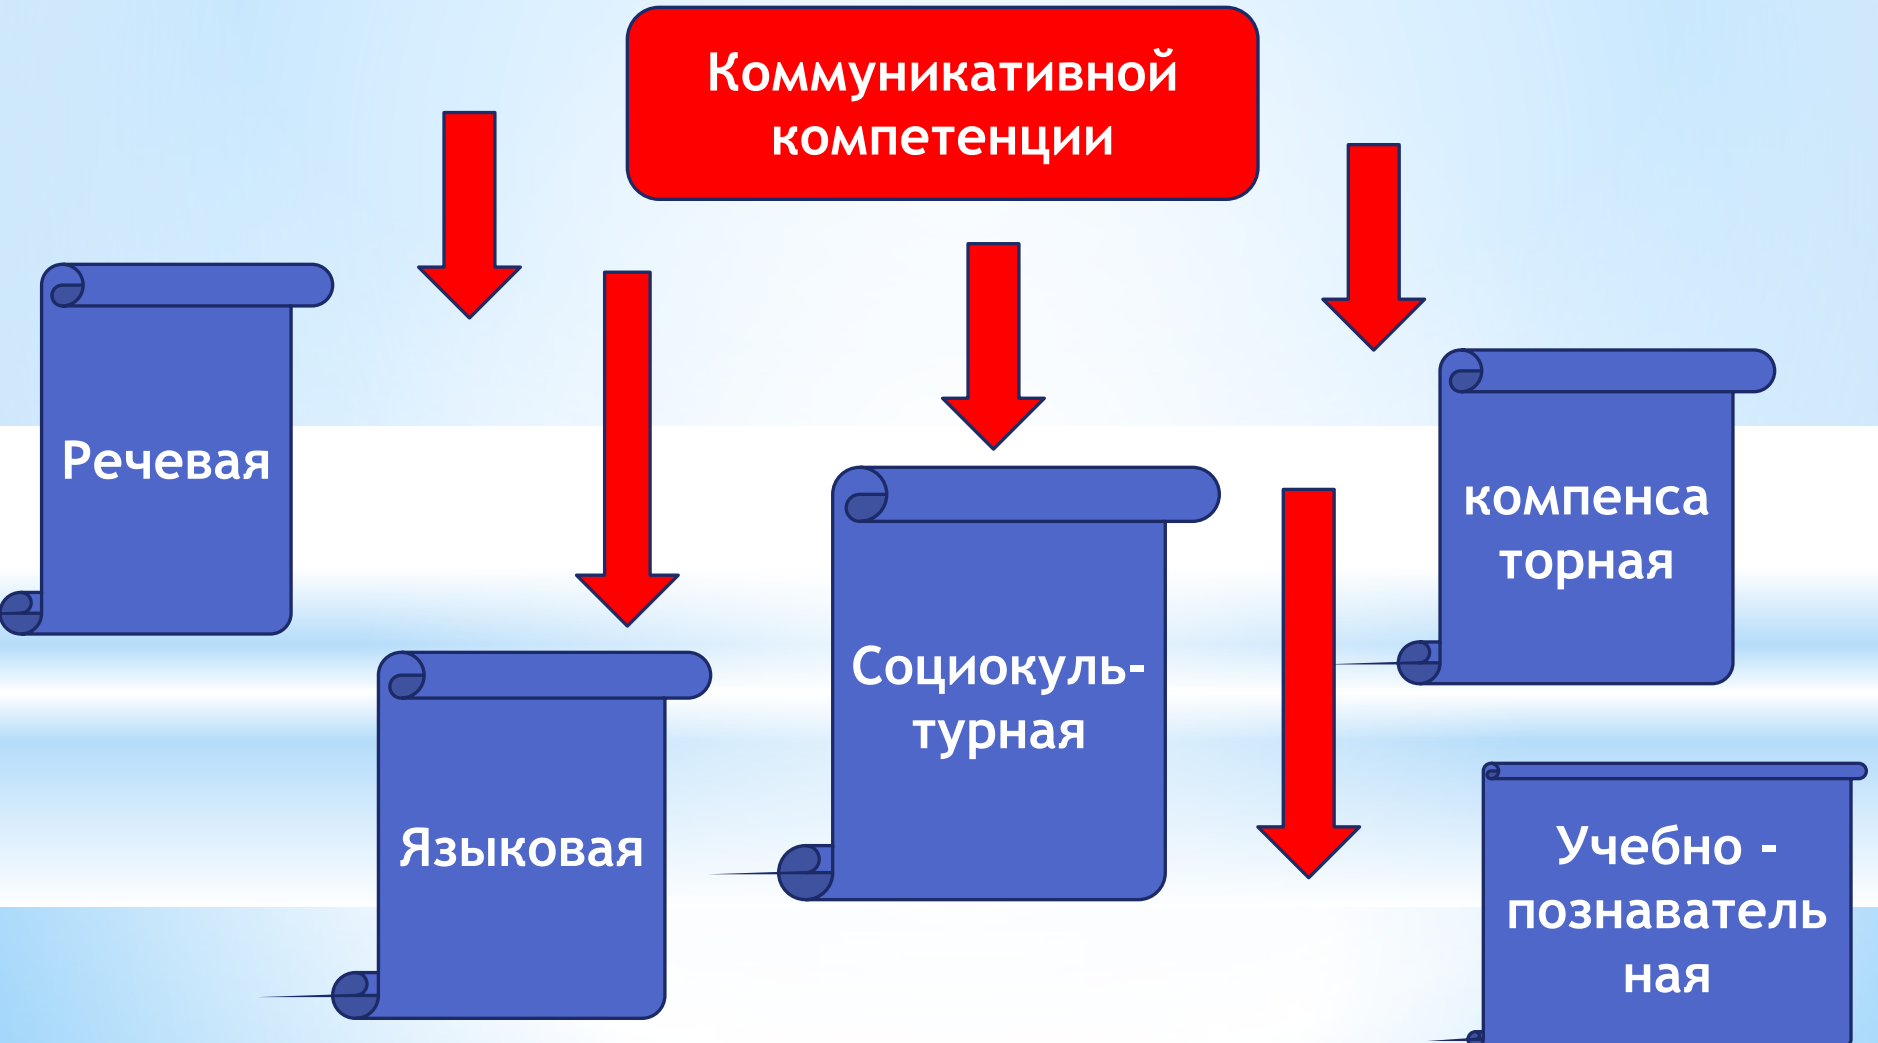 Коммуникативной
компетенции
Речевая
Языковая
Социокуль-
турная
компенса
торная
Учебно -
познаватель
ная